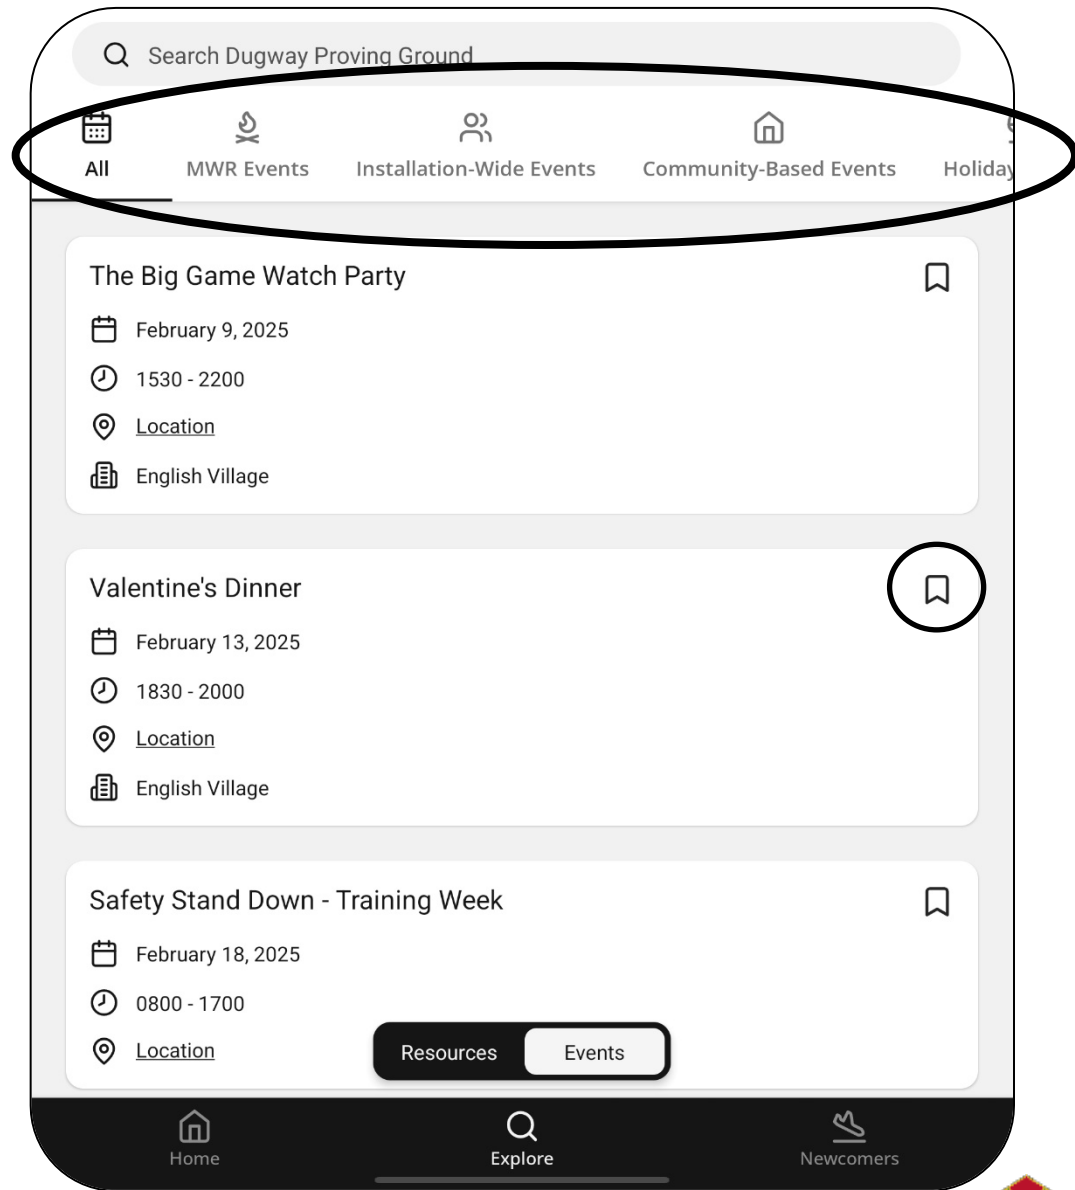 Search Dugway Proving Ground
All MWR Events Installation-Wide Events Community-Based Events Holiday
The Big Game Watch Party
February 9, 2025
1530 - 2200
Location
English Village
Valentine's Dinner
February 13, 2025
1830 - 2000
Location
English Village
Safety Stand Down - Training Week
February 18, 2025
0800 - 1700
Location
Resources Events
Home Explore Newcomers